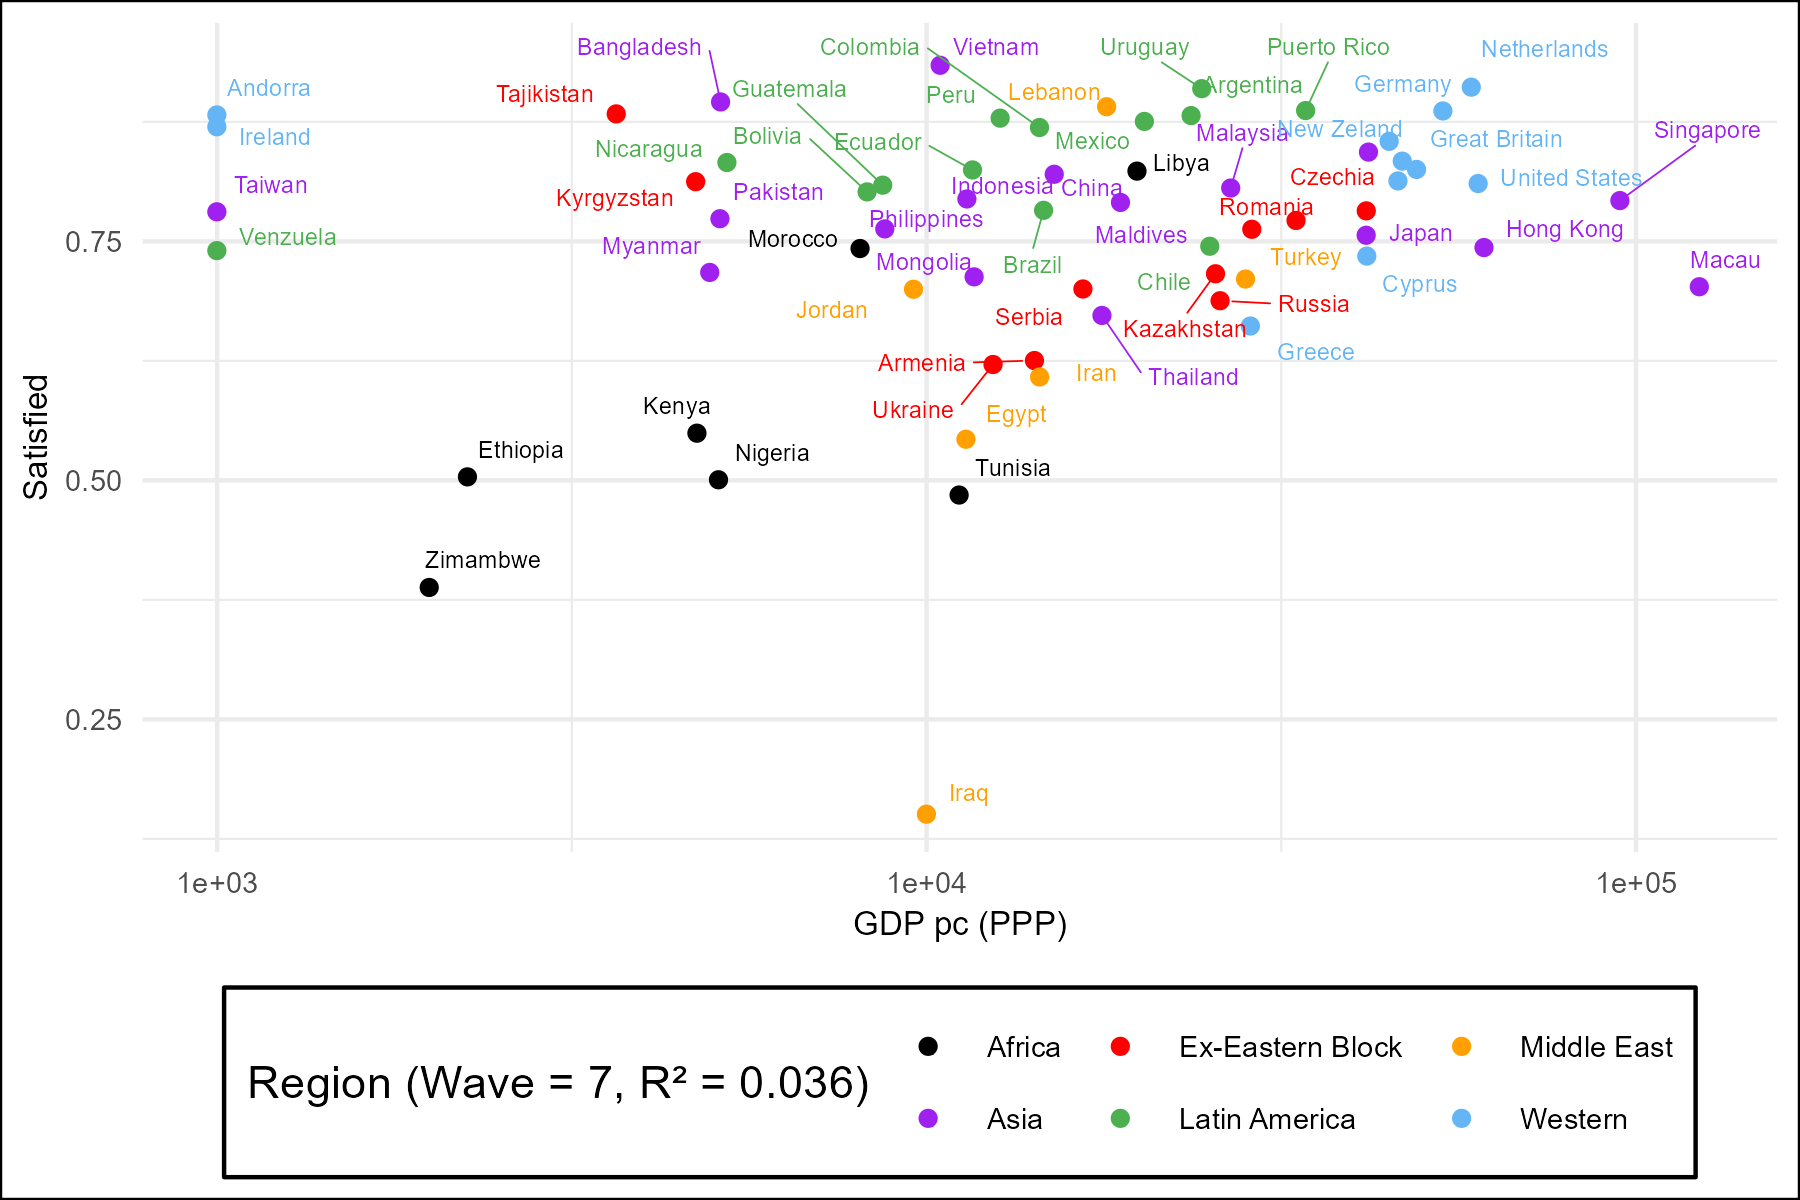 Bangladesh
Colombia
Vietnam
Uruguay
Puerto Rico
Netherlands
Andorra
Tajikistan
Guatemala
Peru
Lebanon
Argentina
Germany
Ireland
Nicaragua
Bolivia
Ecuador
Mexico
Malaysia
New Zeland
Great Britain
Singapore
Libya
Taiwan
Kyrgyzstan
Pakistan
Indonesia
China
Czechia
United States
Venzuela
Myanmar
Morocco
Philippines
Maldives
Romania
Japan
Hong Kong
Mongolia
Brazil
Chile
Turkey
Cyprus
Macau
Jordan
Serbia
Kazakhstan
Russia
Greece
Armenia
Iran
Thailand
Ukraine
Egypt
Kenya
Ethiopia
Nigeria
Tunisia
Zimambwe
Iraq
0.75
0.50
0.25
Satisfied
1e+03
1e+04
1e+05
GDP pc (PPP)
Region (Wave = 7, R² = 0.036)
Africa
Ex-Eastern Block
Middle East
Asia
Latin America
Western